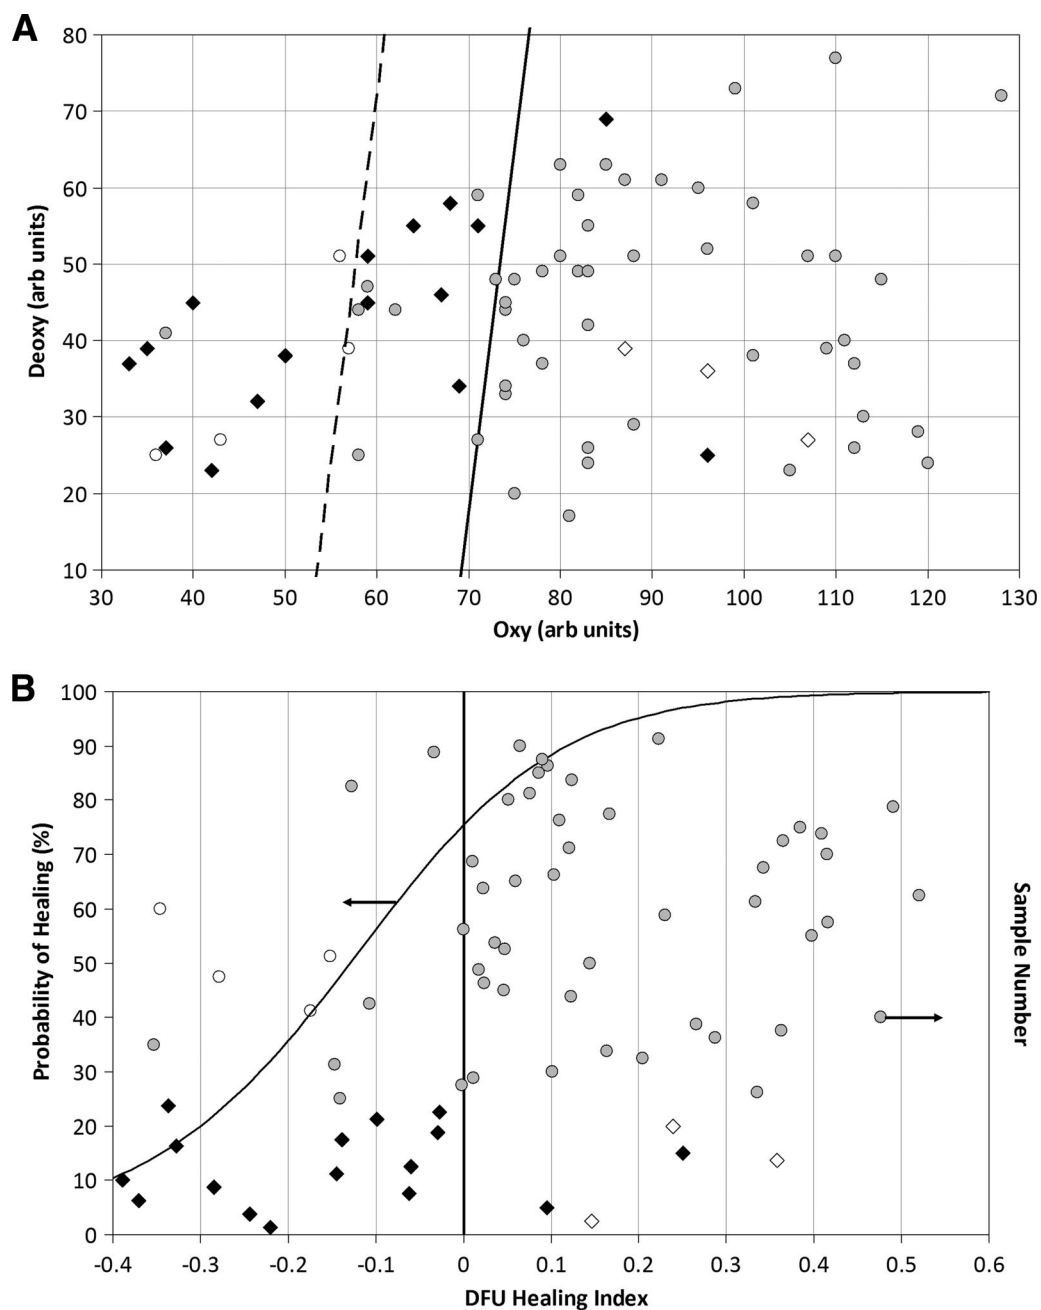 A
80
70
60
50
40
30
20
10
Deoxy (arb units)
30 40 50 60 70 80 90 100 110 120 130
Oxy (arb units)
B
100
90
80
70
60
50
40
30
20
10
0
Probability of Healing (%)
Sample Number
-0.4 -0.3 -0.2 -0.1 0 0.1 0.2 0.3 0.4 0.5 0.6
DFU Healing Index